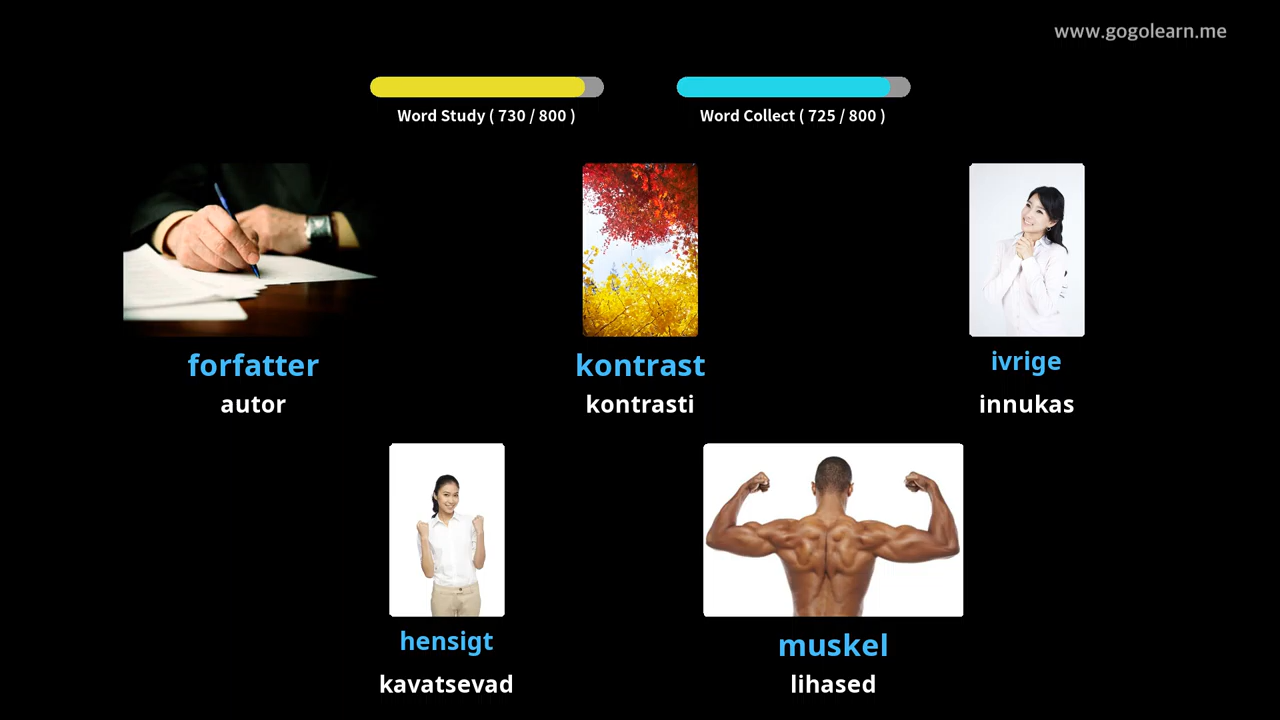 www.gogolearn.me
Word Study ( 730 / 800 )
Word Collect ( 725 / 800 )
forfatter
autor
kontrast
kontrasti
ivrige
innukas
hensigt
kavatsevad
muskel
lihased